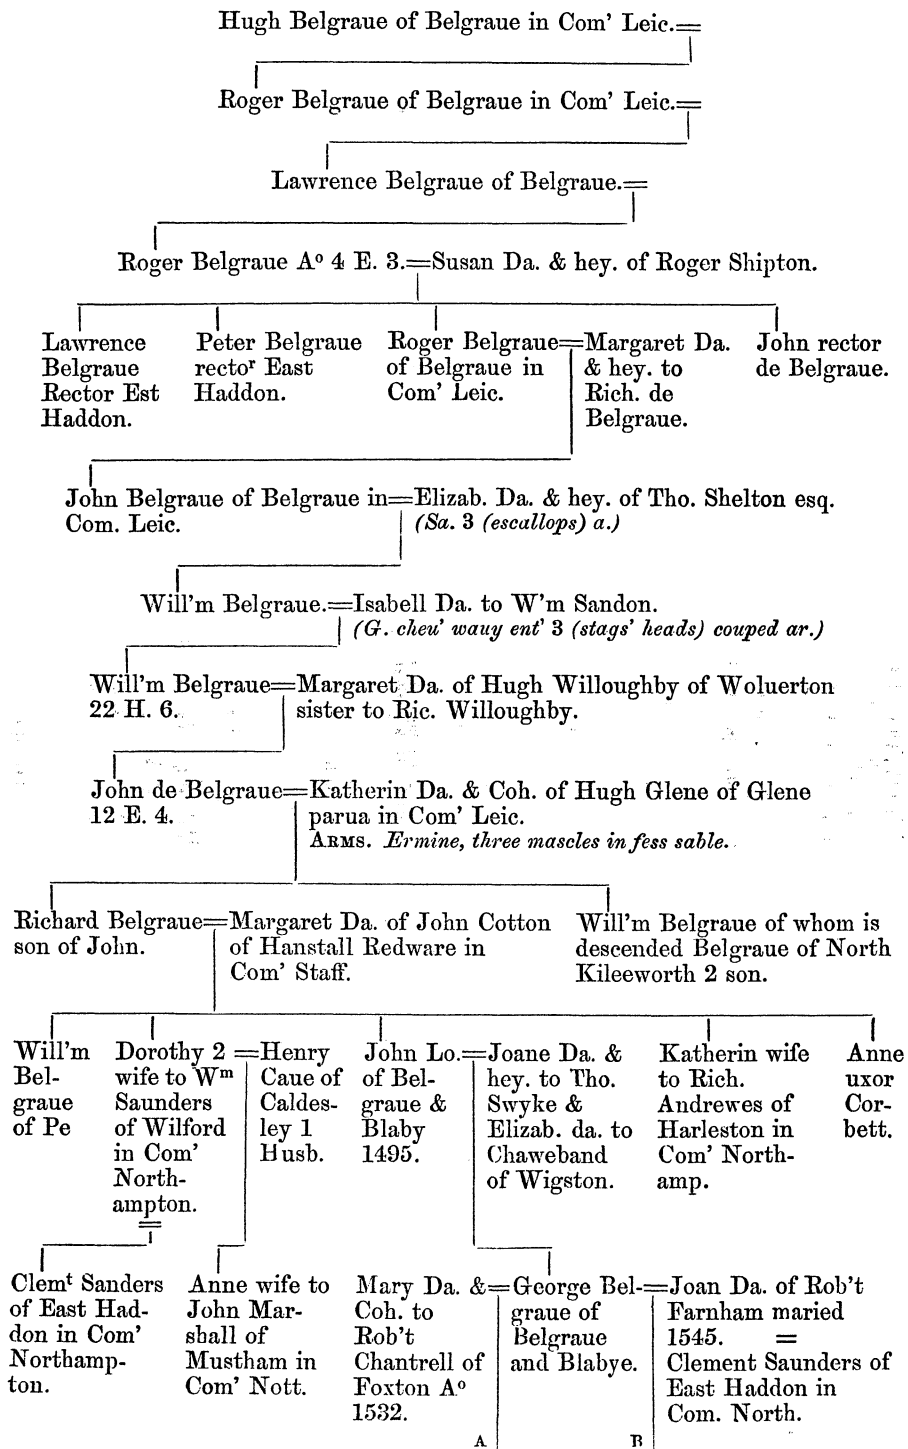 Hugh Belgraue of Belgraue in Com' Leic.=
Roger Belgraue of Belgraue in Com' Leic.=
Lawrence Belgraue of Belgraue.=
Roger Belgraue Aº 4 E. 3.=Susan Da. & hey. of Roger Shipton.
Lawrence
Belgraue
Rector Est
Haddon.
Peter Belgraue
rectoʳ East
Haddon.
Roger Belgraue=
of Belgraue in
Com' Leic.
Margaret Da.
& hey. to
Rich. de
Belgraue.
John rector
de Belgraue.
John Belgraue of Belgraue in=
Com. Leic.
Elizab. Da. & hey. of Tho. Shelton esq.
(Sa. 3 (escallops) a.)
Will'm Belgraue.=Isabell Da. to W'm Sandon.
(G. cheu' wauy ent' 3 (stags' heads) couped ar.)
Will'm Belgraue=
22 H. 6.
Margaret Da. of Hugh Willoughby of Woluerton
sister to Ric. Willoughby.
John de Belgraue=
12 E. 4.
Katherin Da. & Coh. of Hugh Glene of Glene
parua in Com' Leic.
ARMS. Ermine, three mascles in fess sable.
Richard Belgraue=
son of John.
Margaret Da. of John Cotton
of Hanstall Redware in
Com' Staff.
Will'm Belgraue of whom is
descended Belgraue of North
Kileeworth 2 son.
Will'm
Bel-
graue
of Pe
Dorothy 2 =
wife to Wᵐ
Saunders
of Wilford
in Com'
North-
ampton.
=
Henry
Caue of
Caldes-
ley 1
Husb.
John Lo.=
of Bel-
graue &
Blaby
1495.
Joane Da. &
hey. to Tho.
Swyke &
Elizab. da. to
Chaweband
of Wigston.
Katherin wife
to Rich.
Andrewes of
Harleston in
Com' North-
amp.
Anne
uxor
Cor-
bett.
Clemᵗ Sanders
of East Had-
don in Com'
Northamp-
ton.
Anne wife to
John Mar-
shall of
Mustham in
Com' Nott.
Mary Da. &=
Coh. to
Rob't
Chantrell of
Foxton Aº
1532.
George Bel-=
graue of
Belgraue
and Blabye.
Joan Da. of Rob't
Farnham maried
1545. =
Clement Saunders of
East Haddon in
Com. North.
A
B